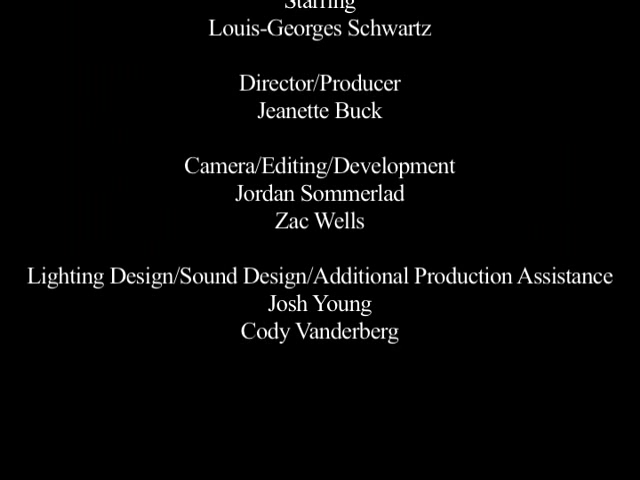 Starring
Louis-Georges Schwartz
Director/Producer
Jeanette Buck
Camera/Editing/Development
Jordan Sommerlad
Zac Wells
Lighting Design/Sound Design/Additional Production Assistance
Josh Young
Cody Vanderberg